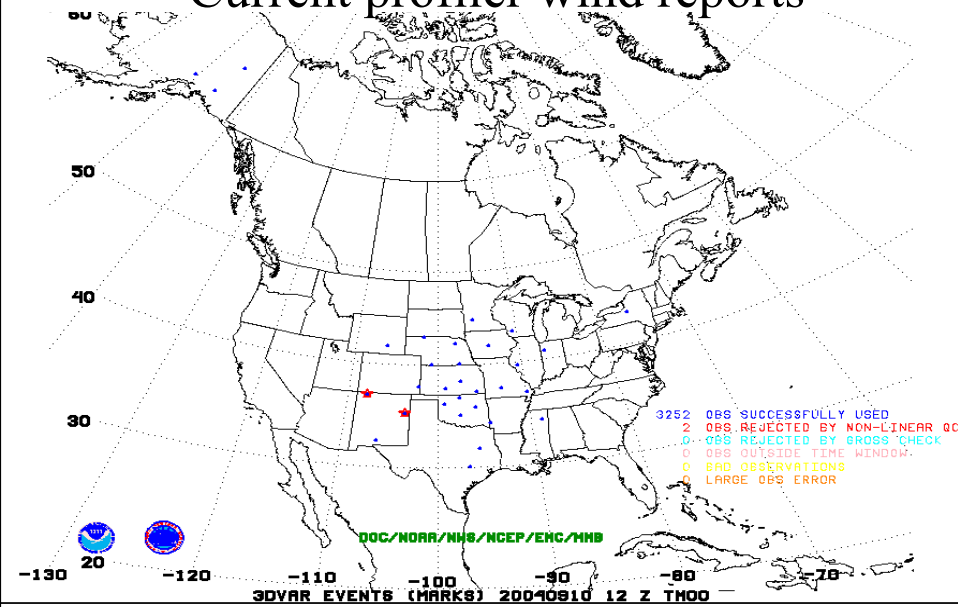 Current profiler wind reports
60
50
40
30
20
3252 OBS SUCCESSFULLY USED
2 OBS REJECTED BY NON-LINEAR QC
0 OBS REJECTED BY GROSS CHECK
0 OBS OUTSIDE TIME WINDOW
0 BAD OBSERVATIONS
0 LARGE OBS ERROR
DOC/NOAA/NWS/NCEP/EMC/MMB
-130 -120 -110 -100 -90 -80 -70
3DVAR EVENTS (MARKS) 20040910 12 Z TM00